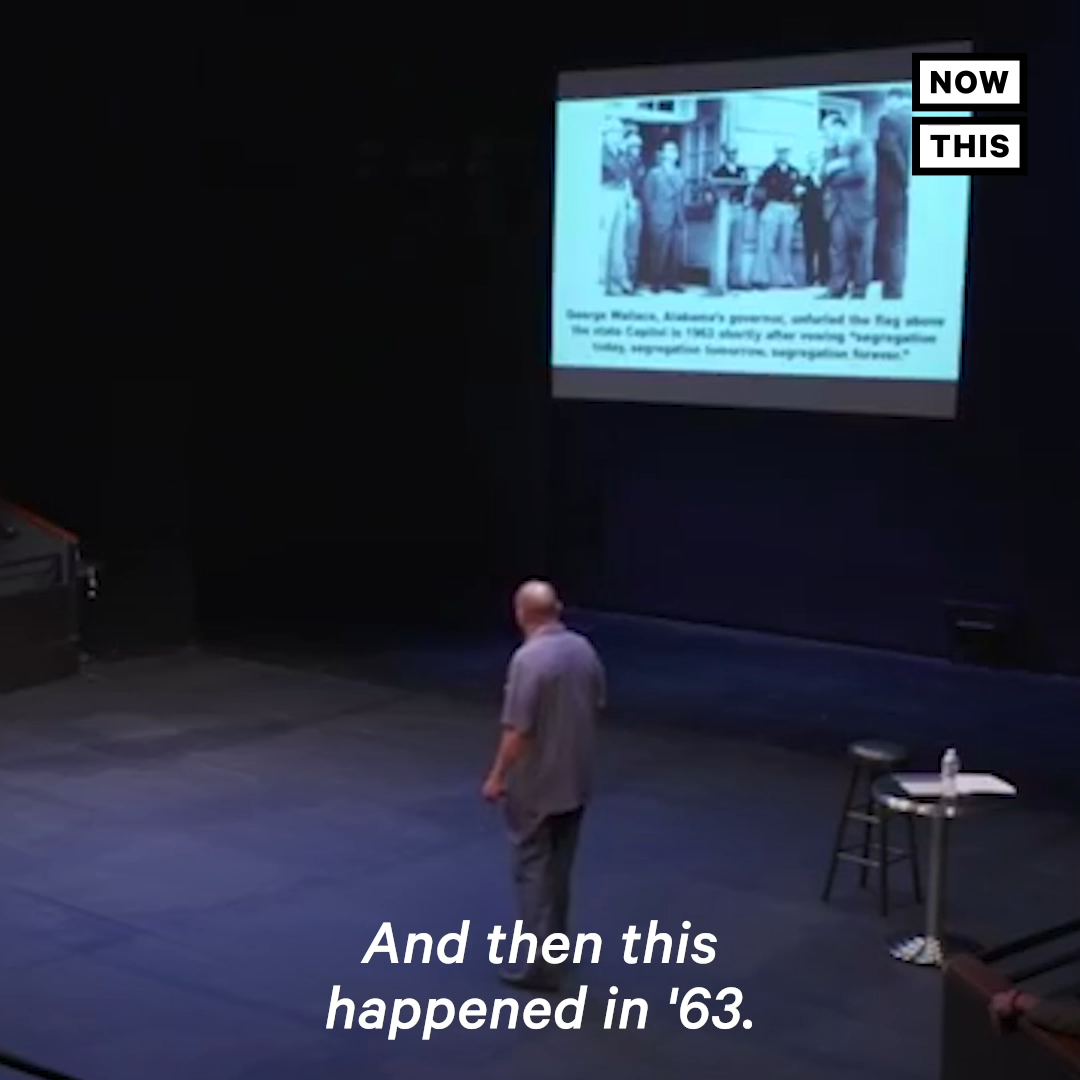 NOW
THIS
George Wallace, Alabama's governor, unfurled the flag above
the state Capitol in 1963 shortly after vowing "segregation
today, segregation tomorrow, segregation forever."
And then this
happened in '63.